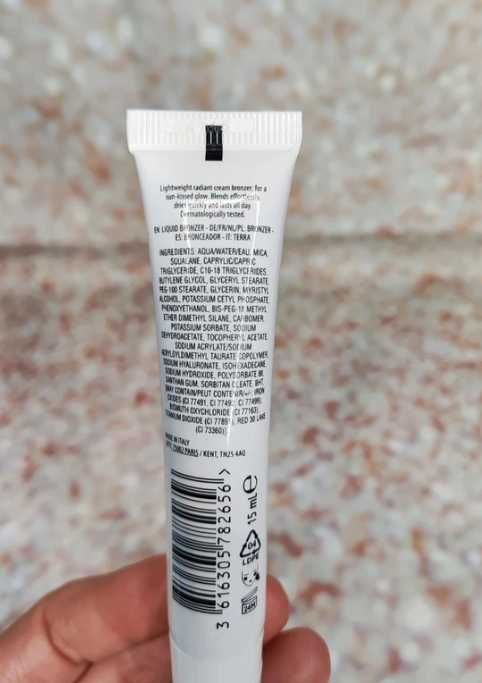 Lightweight radiant cream bronzer, for a
sun-kissed glow. Blends effortlessly,
dries quickly and lasts all day.
Dermatologically tested.
EN: LIQUID BRONZER - DE/FR/NL/PL: BRONZER -
ES: BRONCEADOR - IT: TERRA
INGREDIENTS: AQUA/WATER/EAU, MICA,
SQUALANE, CAPRYLIC/CAPRIC
TRIGLYCERIDE, C10-18 TRIGLYCERIDES,
BUTYLENE GLYCOL, GLYCERYL STEARATE,
PEG-100 STEARATE, GLYCERIN, MYRISTYL
ALCOHOL, POTASSIUM CETYL PHOSPHATE,
PHENOXYETHANOL, BIS-PEG-18 METHYL
ETHER DIMETHYL SILANE, CARBOMER,
POTASSIUM SORBATE, SODIUM
DEHYDROACETATE, TOCOPHERYL ACETATE,
SODIUM ACRYLATE/SODIUM
ACRYLOYLDIMETHYL TAURATE COPOLYMER,
SODIUM HYALURONATE, ISOHEXADECANE,
SODIUM HYDROXIDE, POLYSORBATE 80,
XANTHAN GUM, SORBITAN OLEATE, BHT,
MAY CONTAIN/PEUT CONTENIR/+/-: IRON
OXIDES (CI 77491, CI 77492, CI 77499),
BISMUTH OXYCHLORIDE (CI 77163),
TITANIUM DIOXIDE (CI 77891), RED 30 LAKE
(CI 73360)]
MADE IN ITALY
COTY, 75002 PARIS / KENT, TN25 4AQ
3 616305 782656 >
15 mL e
04
LDPE
24M